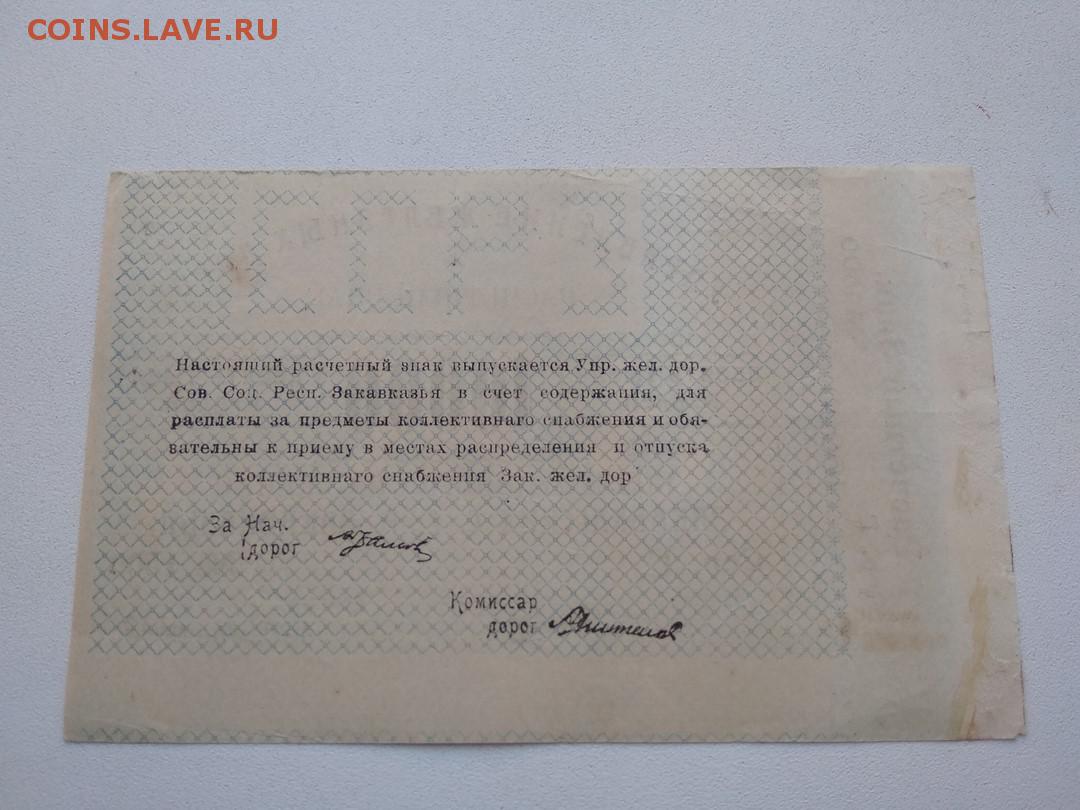 COINS.LAVE.RU
Настоящий расчетный знак выпускается Упр. жел. дор.
Сов. Соц. Респ. Закавказья в счет содержания, для
расплаты за предметы коллективнаго снабжения и обя-
зательны к приему в местах распределения и отпуска
коллективнаго снабжения Зак. жел. дор
За Нач.
дорог
Комиссар
дорог